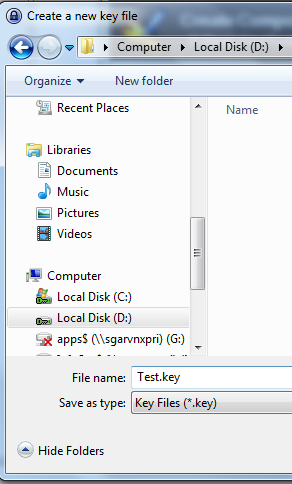 Create a new key file
Computer Local Disk (D:)
Organize New folder
Name
Recent Places
Libraries
Documents
Music
Pictures
Videos
Computer
Local Disk (C:)
Local Disk (D:)
apps$ (\\sgarvnxpri) (G:)
File name: Test.key
Save as type: Key Files (*.key)
Hide Folders